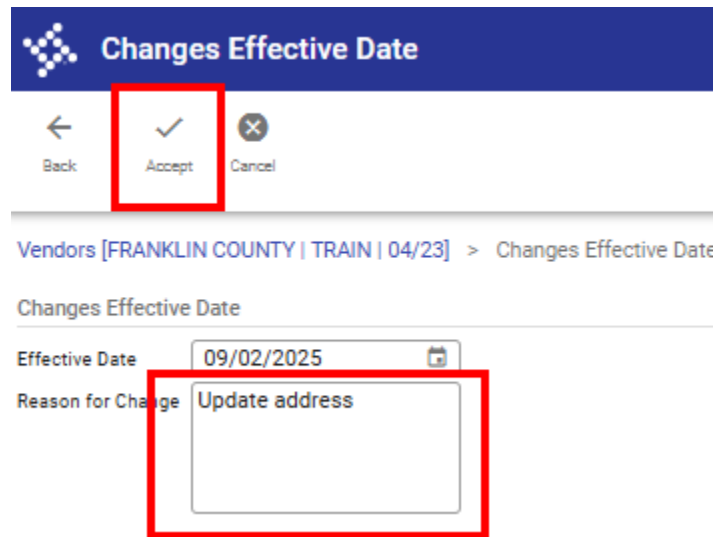 Changes Effective Date
Back Accept Cancel
Vendors [FRANKLIN COUNTY | TRAIN | 04/23] > Changes Effective Date
Changes Effective Date
Effective Date 09/02/2025
Reason for Change Update address